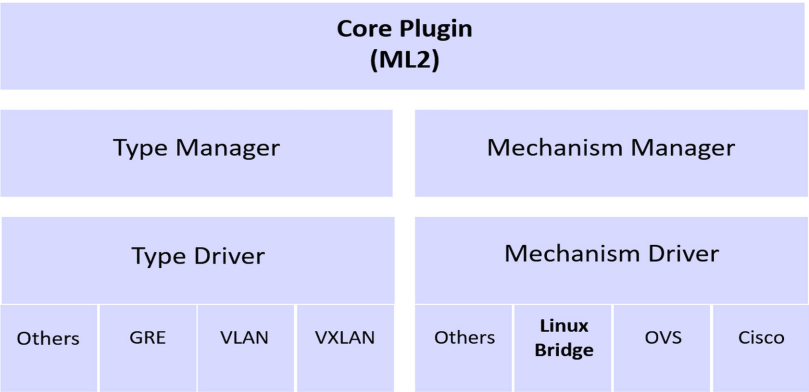 Core Plugin
(ML2)
Type Manager
Mechanism Manager
Type Driver
Mechanism Driver
Others
GRE
VLAN
VXLAN
Others
Linux
Bridge
OVS
Cisco